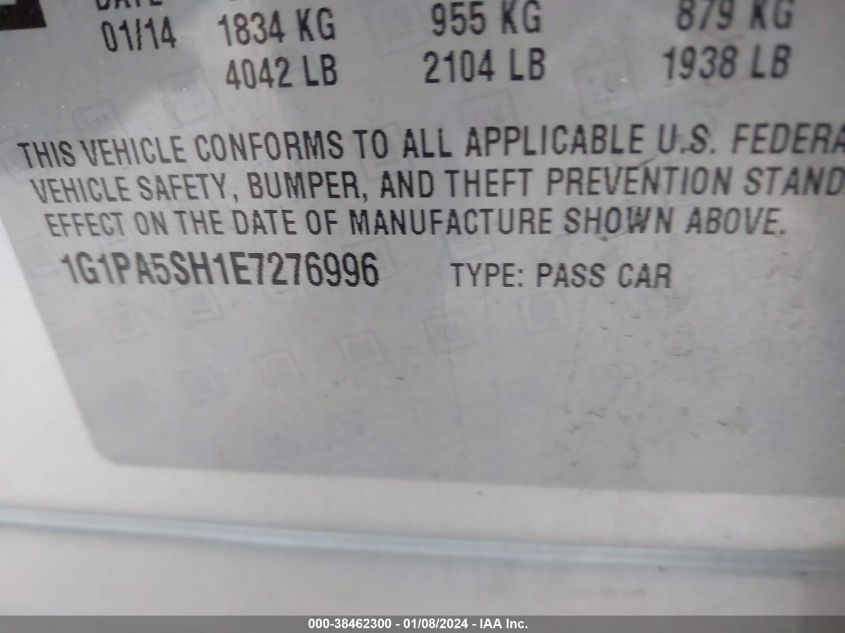 DATE
01/14 1834 KG 955 KG 879 KG
4042 LB 2104 LB 1938 LB
THIS VEHICLE CONFORMS TO ALL APPLICABLE U.S. FEDERA
VEHICLE SAFETY, BUMPER, AND THEFT PREVENTION STAND
EFFECT ON THE DATE OF MANUFACTURE SHOWN ABOVE.
1G1PA5SH1E7276996 TYPE: PASS CAR
000-38462300 - 01/08/2024 - IAA Inc.